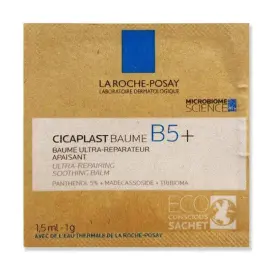 LA ROCHE-POSAY
LABORATOIRE DERMATOLOGIQUE
MICROBIOME
SCIENCE
CICAPLAST BAUME B5+
BAUME ULTRA-RÉPARATEUR
APAISANT
ULTRA-REPAIRING
SOOTHING BALM
PANTHENOL 5% + MADECASSOSIDE + TRIBIOMA
ECO
CONSCIOUS
SACHET
1,5 ml - 1g
AVEC DE L'EAU THERMALE DE LA ROCHE-POSAY